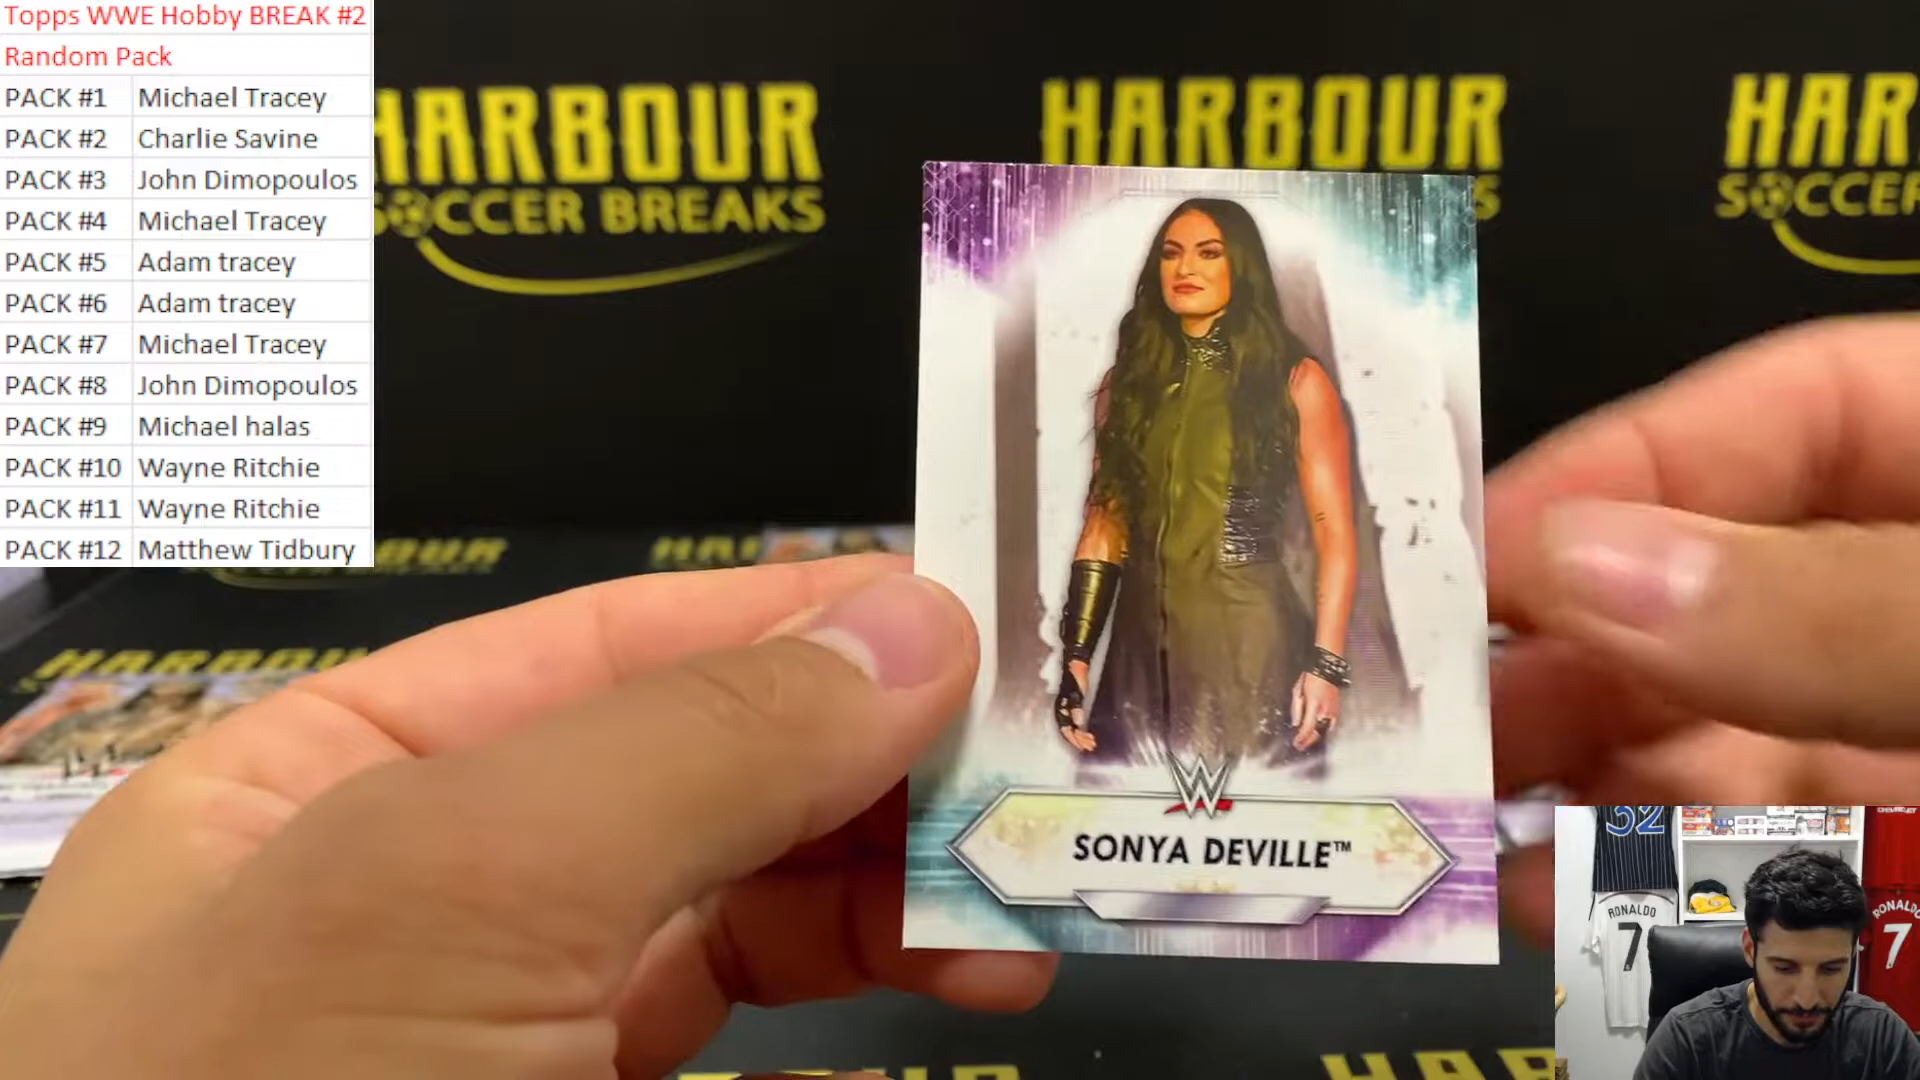 Topps WWE Hobby BREAK #2
Random Pack
PACK #1 Michael Tracey
PACK #2 Charlie Savine
PACK #3 John Dimopoulos
PACK #4 Michael Tracey
PACK #5 Adam tracey
PACK #6 Adam tracey
PACK #7 Michael Tracey
PACK #8 John Dimopoulos
PACK #9 Michael halas
PACK #10 Wayne Ritchie
PACK #11 Wayne Ritchie
PACK #12 Matthew Tidbury
HARBOUR
SOCCER BREAKS
HARBOUR
HAR
SOCCER
HARBOUR
W
SONYA DEVILLE™
32
RONALDO
7
RONALDO
7
CHEVROLET